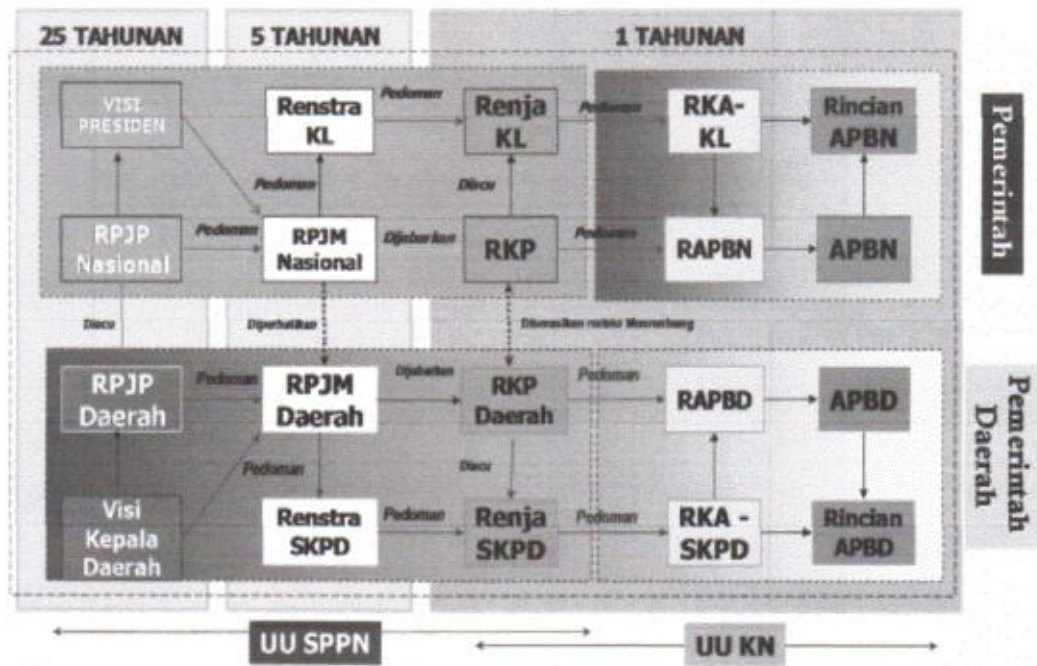 25 TAHUNAN
5 TAHUNAN
1 TAHUNAN
VISI
PRESIDEN
Renstra
KL
Pedoman
Renja
KL
Pedoman
RKA-
KL
Rincian
APBN
Pedoman
Diacu
RPJP
Nasional
Pedoman
RPJM
Nasional
Dijabarkan
RKP
Pedoman
RAPBN
APBN
Pemerintah
Diacu
Diperhatikan
Diserasikan melalui Musrenbang
RPJP
Daerah
Pedoman
RPJM
Daerah
Dijabarkan
RKP
Daerah
Pedoman
RAPBD
APBD
Pemerintah
Daerah
Pedoman
Diacu
Visi
Kepala
Daerah
Renstra
SKPD
Pedoman
Renja
SKPD
Pedoman
RKA -
SKPD
Rincian
APBD
UU SPPN
UU KN